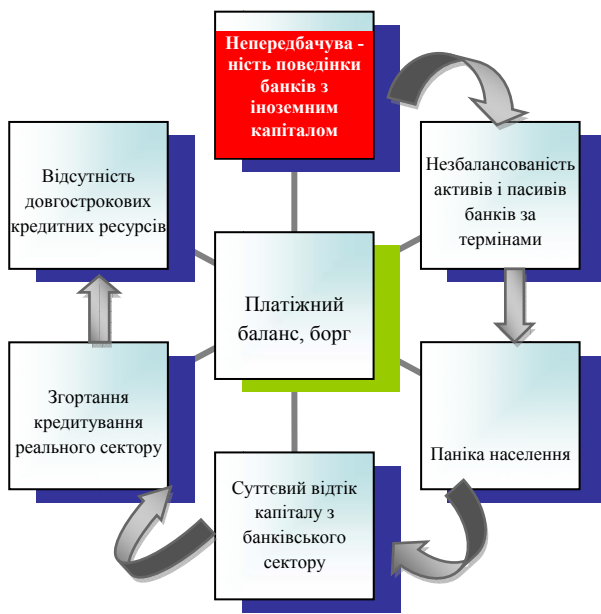 Непередбачува -
ність поведінки
банків з
іноземним
капіталом
Відсутність
довгострокових
кредитних ресурсів
Незбалансованість
активів і пасивів
банків за
термінами
Платіжний
баланс, борг
Згортання
кредитування
реального сектору
Паніка населення
Суттєвий відтік
капіталу з
банківського
сектору